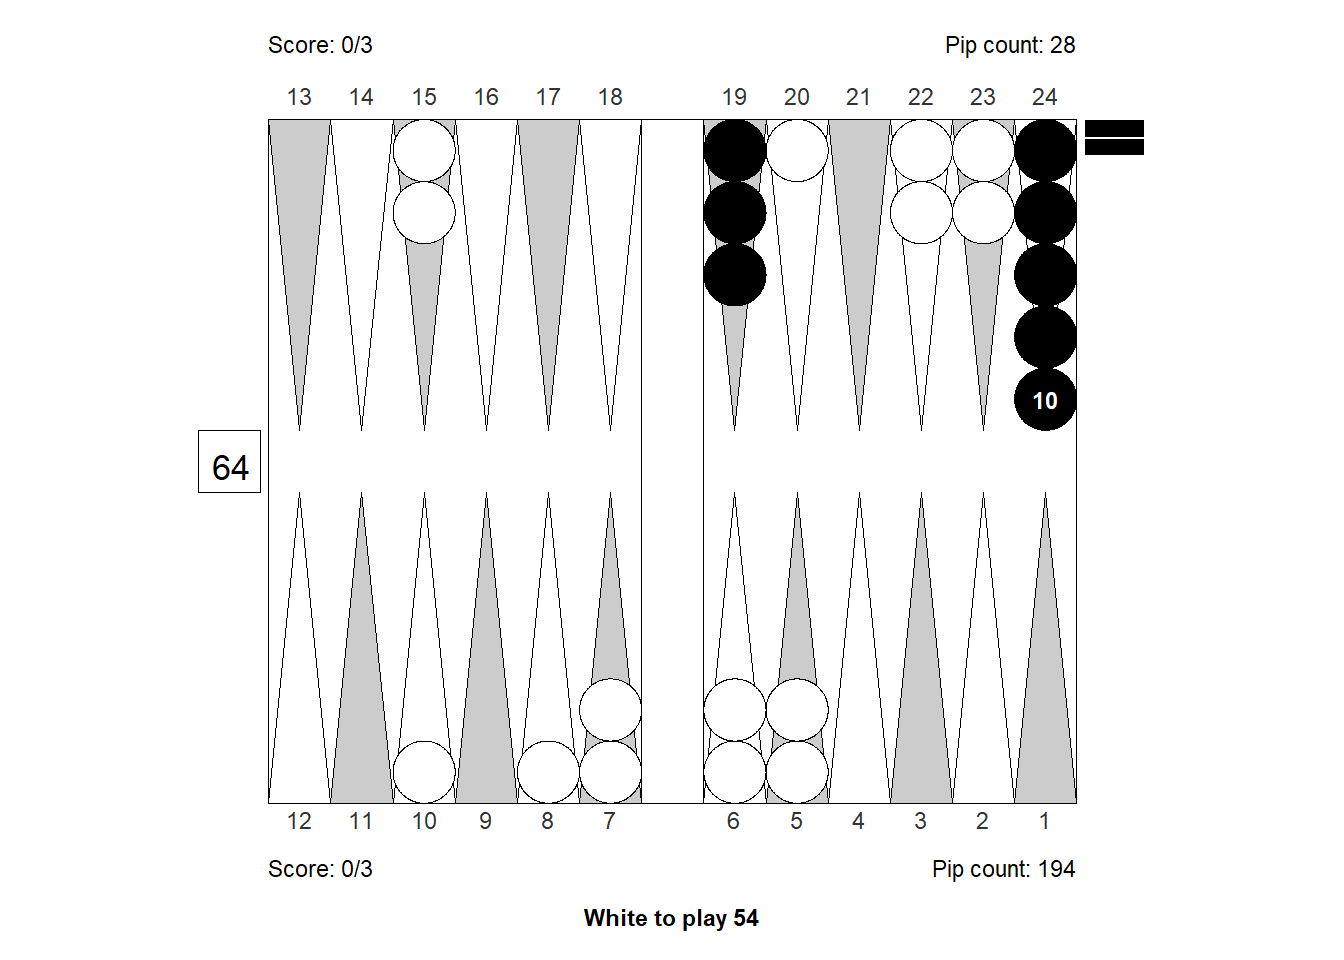 Score: 0/3 Pip count: 28
13 14 15 16 17 18 19 20 21 22 23 24
10
64
12 11 10 9 8 7 6 5 4 3 2 1
Score: 0/3 Pip count: 194
White to play 54